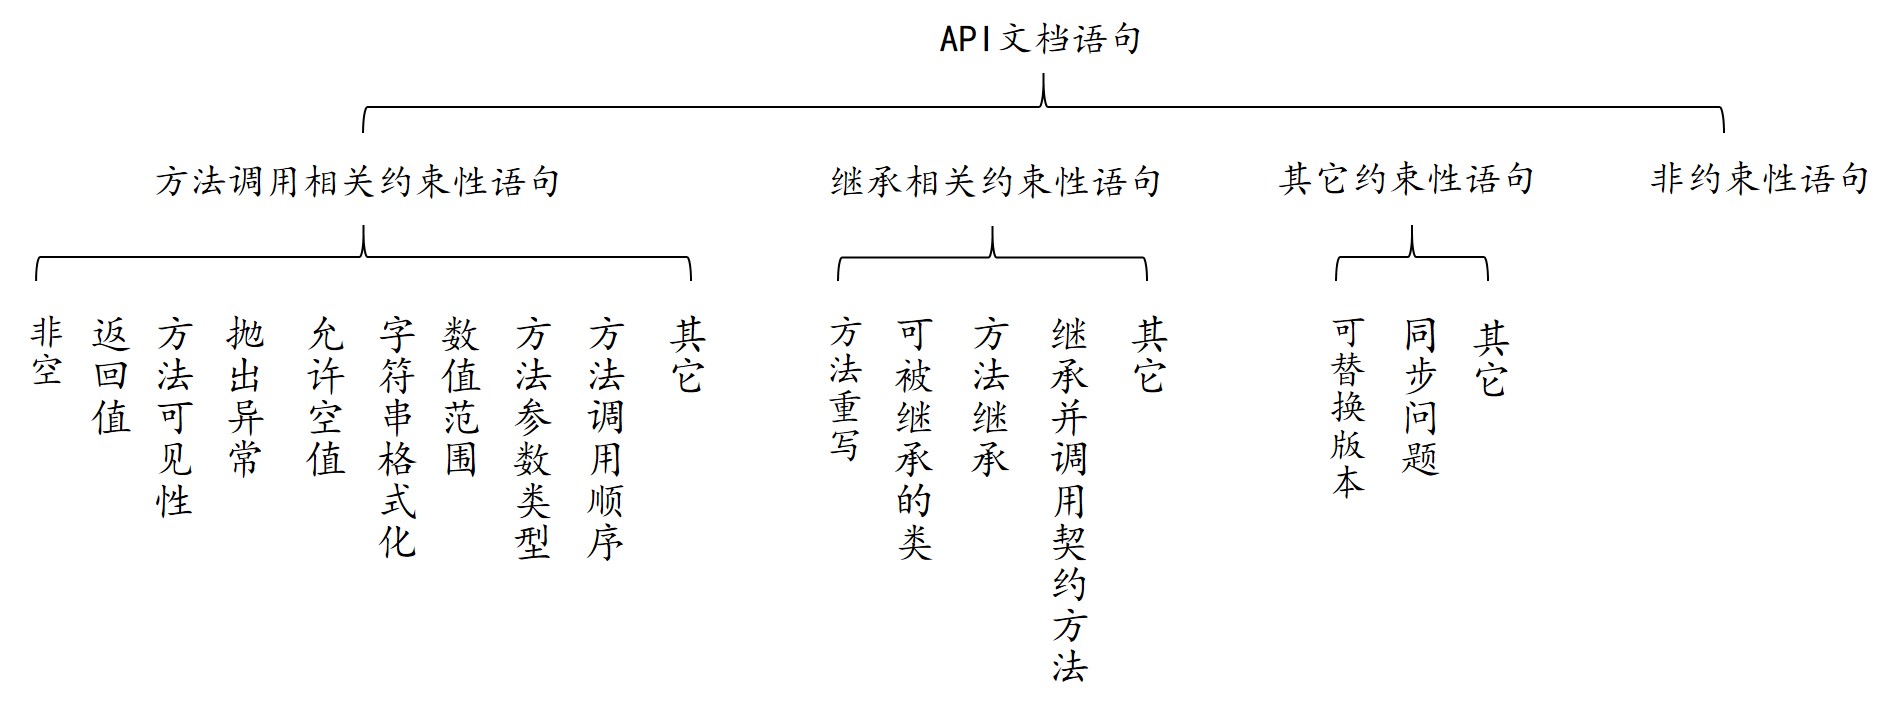 API文档语句
方法调用相关约束性语句
继承相关约束性语句
其它约束性语句
非约束性语句
非空
返回值
方法可见性
抛出异常
允许空值
字符串格式化
数值范围
方法参数类型
方法调用顺序
其它
方法重写
可被继承的类
方法继承
继承并调用契约方法
其它
可替换版本
同步问题
其它